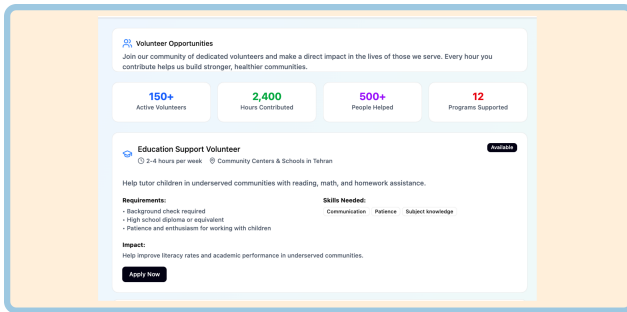 Volunteer Opportunities
Join our community of dedicated volunteers and make a direct impact in the lives of those we serve. Every hour you
contribute helps us build stronger, healthier communities.
150+
Active Volunteers
2,400
Hours Contributed
500+
People Helped
12
Programs Supported
Education Support Volunteer
Available
2-4 hours per week
Community Centers & Schools in Tehran
Help tutor children in underserved communities with reading, math, and homework assistance.
Requirements:
• Background check required
• High school diploma or equivalent
• Patience and enthusiasm for working with children
Skills Needed:
Communication
Patience
Subject knowledge
Impact:
Help improve literacy rates and academic performance in underserved communities.
Apply Now